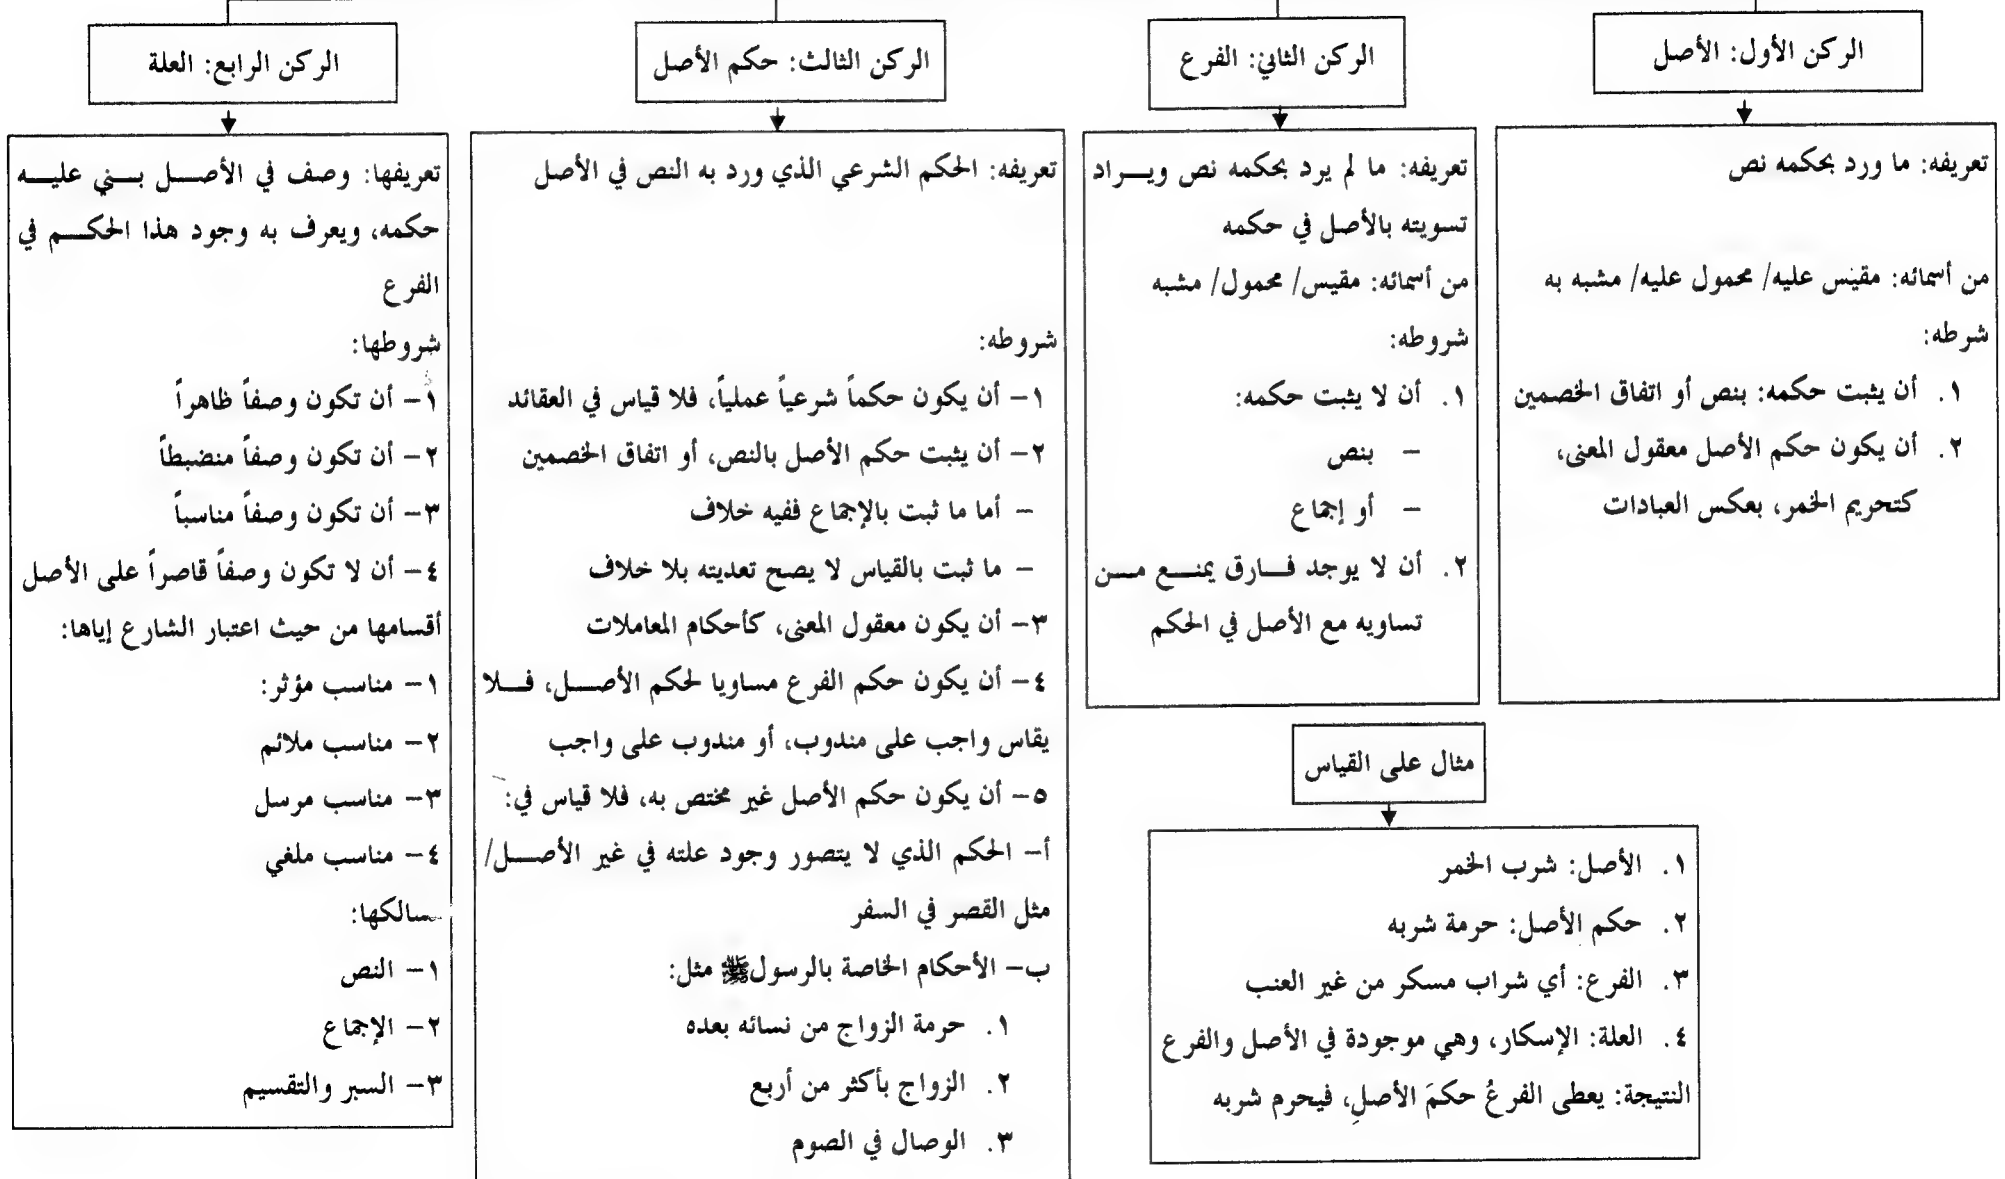 الركن الأول: الأصل
تعريفه: ما ورد بحكمه نص
من أسمائه: مقيس عليه/ محمول عليه/ مشبه به
شرطه:
١. أن يثبت حكمه: بنص أو اتفاق الخصمين
٢. أن يكون حكم الأصل معقول المعنى،
كتحريم الخمر، بعكس العبادات
الركن الثاني: الفرع
تعريفه: ما لم يرد بحكمه نص ويراد
تسويته بالأصل في حكمه
من أسمائه: مقيس/ محمول/ مشبه
شروطه:
١. أن لا يثبت حكمه:
– بنص
– أو إجماع
٢. أن لا يوجد فارق يمنع من
تساويه مع الأصل في الحكم
مثال على القياس
١. الأصل: شرب الخمر
٢. حكم الأصل: حرمة شربه
٣. الفرع: أي شراب مسكر من غير العنب
٤. العلة: الإسكار، وهي موجودة في الأصل والفرع
النتيجة: يعطى الفرعُ حكمَ الأصلِ، فيحرم شربه
الركن الثالث: حكم الأصل
تعريفه: الحكم الشرعي الذي ورد به النص في الأصل
شروطه:
١– أن يكون حكماً شرعياً عملياً، فلا قياس في العقائد
٢– أن يثبت حكم الأصل بالنص، أو اتفاق الخصمين
– أما ما ثبت بالإجماع ففيه خلاف
– ما ثبت بالقياس لا يصح تعديته بلا خلاف
٣– أن يكون معقول المعنى، كأحكام المعاملات
٤– أن يكون حكم الفرع مساويا لحكم الأصل، فلا
يقاس واجب على مندوب، أو مندوب على واجب
٥– أن يكون حكم الأصل غير مختص به، فلا قياس في:
أ– الحكم الذي لا يتصور وجود علته في غير الأصل/
مثل القصر في السفر
ب– الأحكام الخاصة بالرسول ﷺ مثل:
١. حرمة الزواج من نسائه بعده
٢. الزواج بأكثر من أربع
٣. الوصال في الصوم
الركن الرابع: العلة
تعريفها: وصف في الأصل بني عليه
حكمه، ويعرف به وجود هذا الحكم في
الفرع
شروطها:
١– أن تكون وصفاً ظاهراً
٢– أن تكون وصفاً منضبطاً
٣– أن تكون وصفاً مناسباً
٤– أن لا تكون وصفاً قاصراً على الأصل
أقسامها من حيث اعتبار الشارع إياها:
١– مناسب مؤثر:
٢– مناسب ملائم
٣– مناسب مرسل
٤– مناسب ملغي
مسالكها:
١– النص
٢– الإجماع
٣– السبر والتقسيم